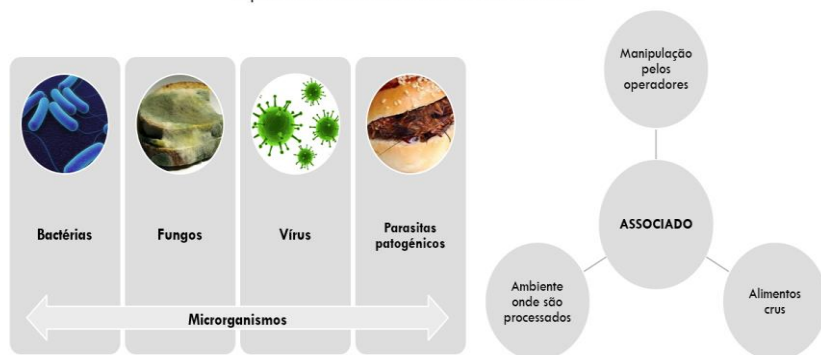 Bactérias
Fungos
Vírus
Parasitas
patogénicos
Microrganismos
Manipulação
pelos
operadores
ASSOCIADO
Ambiente
onde são
processados
Alimentos
crus